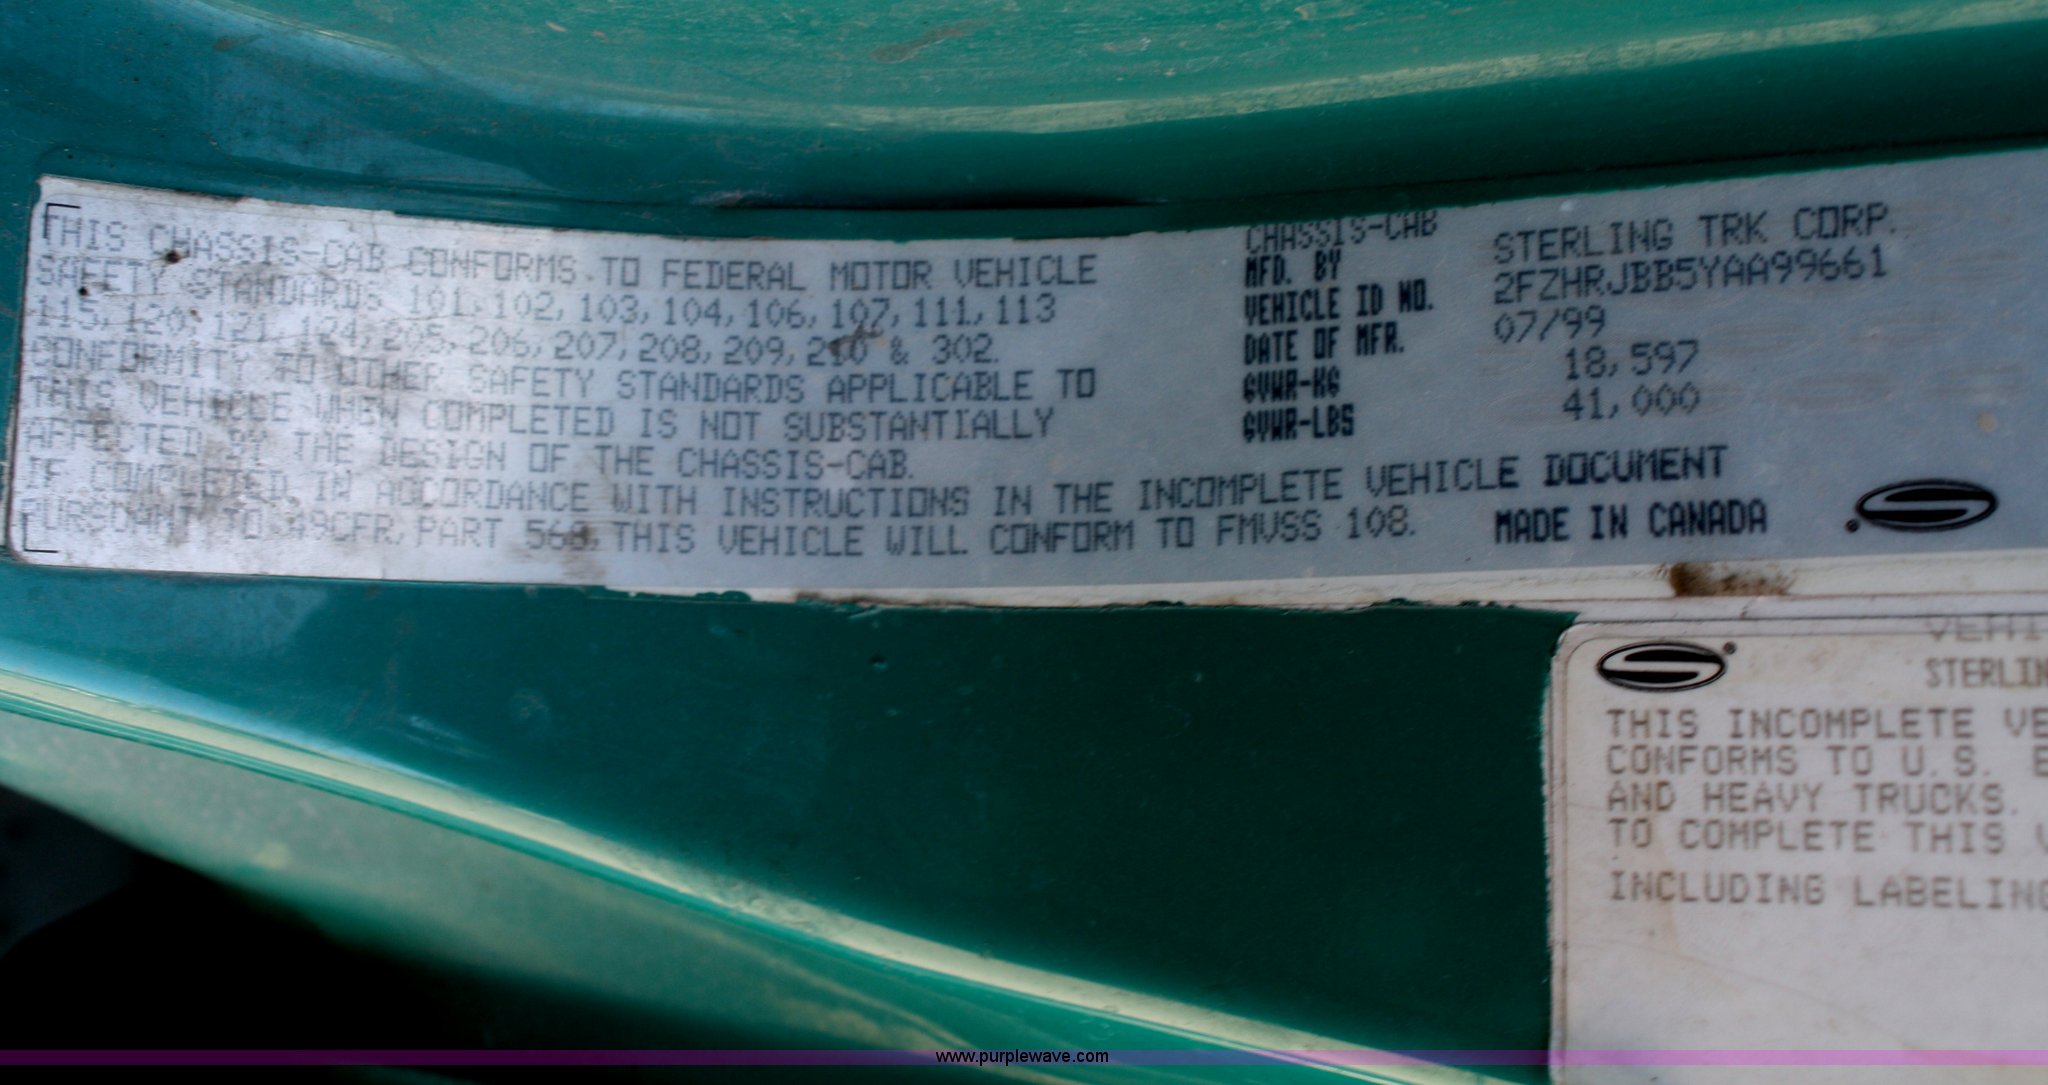 THIS CHASSIS-CAB CONFORMS TO FEDERAL MOTOR VEHICLE
SAFETY STANDARDS 101, 102, 103, 104, 106, 107, 111, 113
115, 120, 121, 124, 205, 206, 207, 208, 209, 210 & 302.
CONFORMITY TO OTHER SAFETY STANDARDS APPLICABLE TO
THIS VEHICLE WHEN COMPLETED IS NOT SUBSTANTIALLY
AFFECTED BY THE DESIGN OF THE CHASSIS-CAB.
IF COMPLETED IN ACCORDANCE WITH INSTRUCTIONS IN THE INCOMPLETE VEHICLE DOCUMENT
PURSUANT TO 49CFR, PART 568, THIS VEHICLE WILL CONFORM TO FMVSS 108.
CHASSIS-CAB
MFD. BY STERLING TRK CORP.
VEHICLE ID NO. 2FZHRJBB5YAA99661
DATE OF MFR. 07/99
GVWR-KG 18,597
GVWR-LBS 41,000
MADE IN CANADA
VEHI
STERLIN
THIS INCOMPLETE VE
CONFORMS TO U.S. E
AND HEAVY TRUCKS.
TO COMPLETE THIS V
INCLUDING LABELING
www.purplewave.com